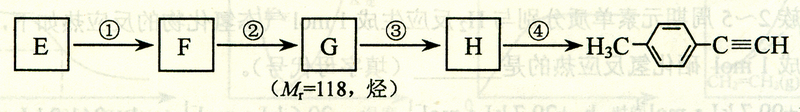 E ① F ② G ③ H ④ H₃C C≡CH
(Mᵣ=118, 烃)